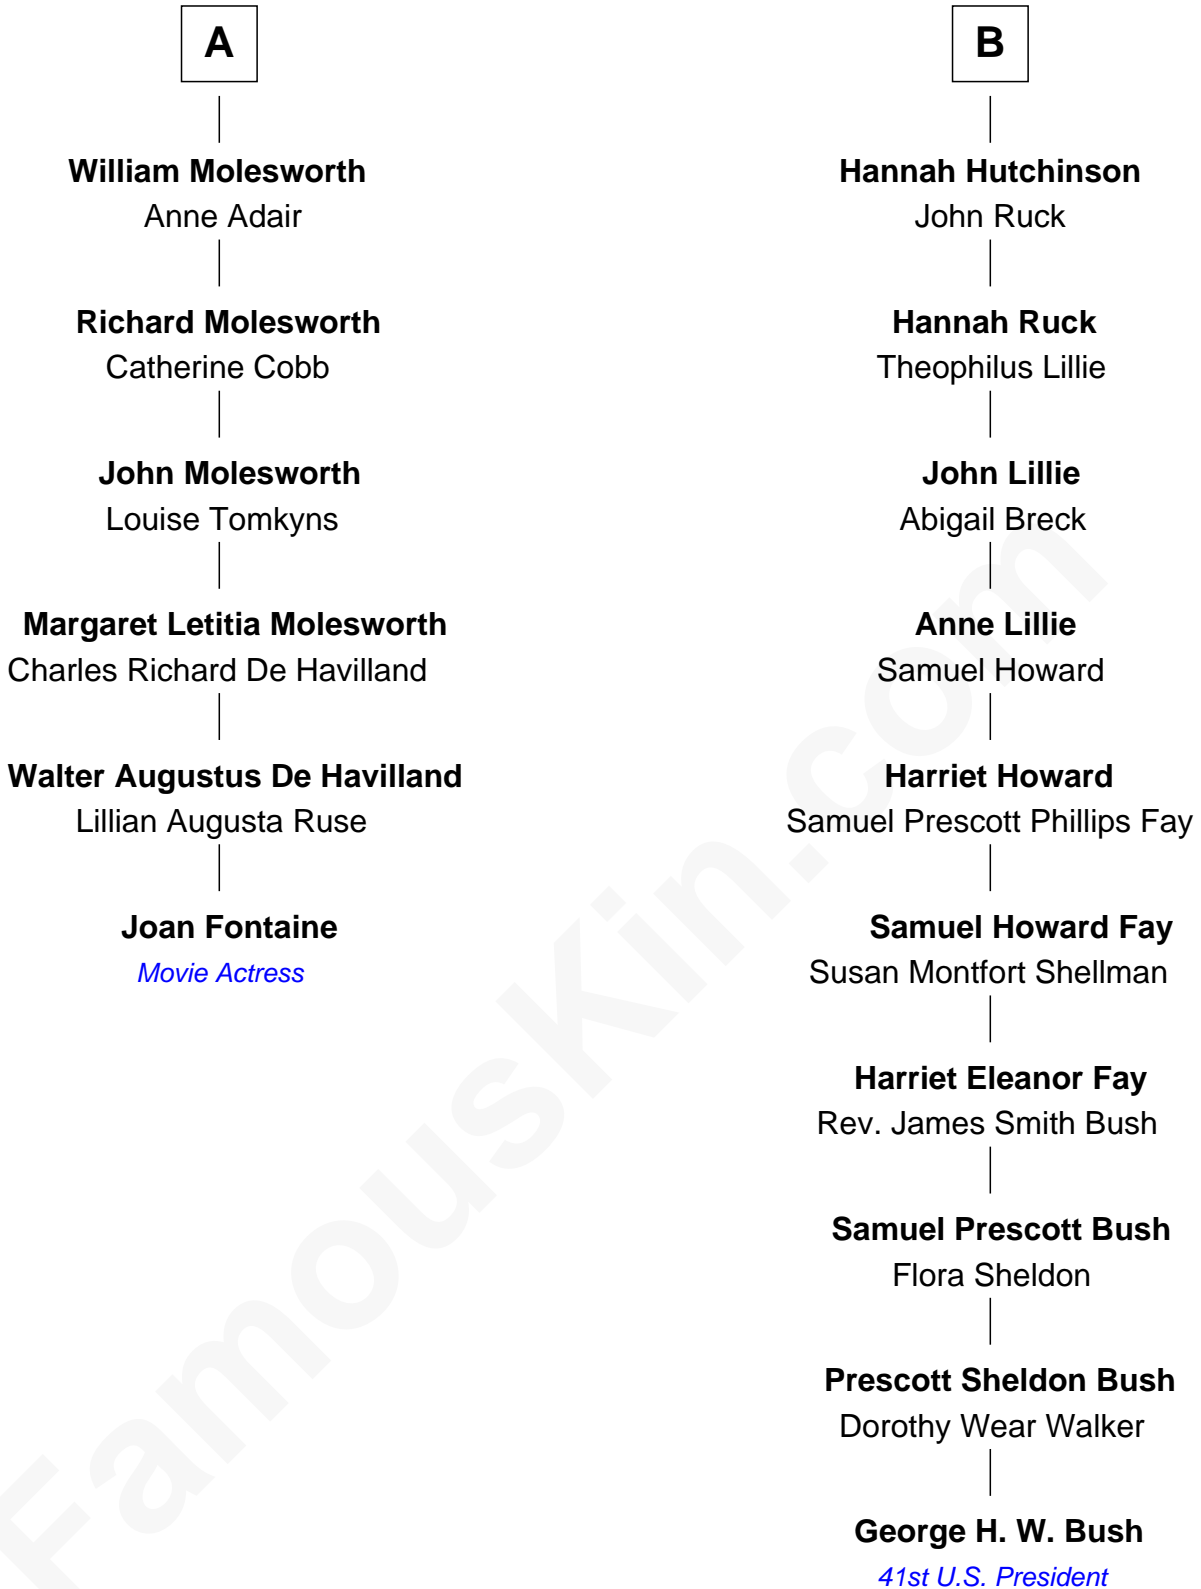 A
William Molesworth
Anne Adair
Richard Molesworth
Catherine Cobb
John Molesworth
Louise Tomkyns
Margaret Letitia Molesworth
Charles Richard De Havilland
Walter Augustus De Havilland
Lillian Augusta Ruse
Joan Fontaine
Movie Actress
B
Hannah Hutchinson
John Ruck
Hannah Ruck
Theophilus Lillie
John Lillie
Abigail Breck
Anne Lillie
Samuel Howard
Harriet Howard
Samuel Prescott Phillips Fay
Samuel Howard Fay
Susan Montfort Shellman
Harriet Eleanor Fay
Rev. James Smith Bush
Samuel Prescott Bush
Flora Sheldon
Prescott Sheldon Bush
Dorothy Wear Walker
George H. W. Bush
41st U.S. President
FamousKin.com